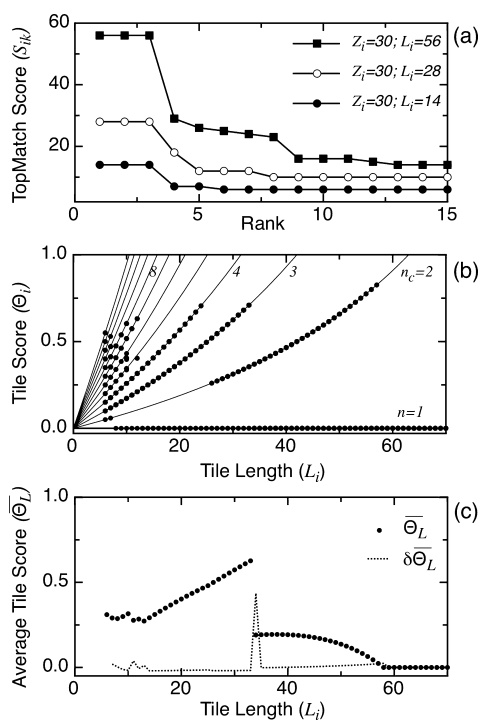 60
40
20
0
TopMatch Score (S_ik)
Z_i=30; L_i=56
Z_i=30; L_i=28
Z_i=30; L_i=14
(a)
5 10 15
Rank
1.0
0.5
0.0
Tile Score (Θ_i)
8 4 3 n_c=2
n=1
(b)
0 20 40 60
Tile Length (L_i)
1.0
0.5
0.0
Average Tile Score (Θ̅_L)
Θ̅_L
δΘ̅_L
(c)
0 20 40 60
Tile Length (L_i)